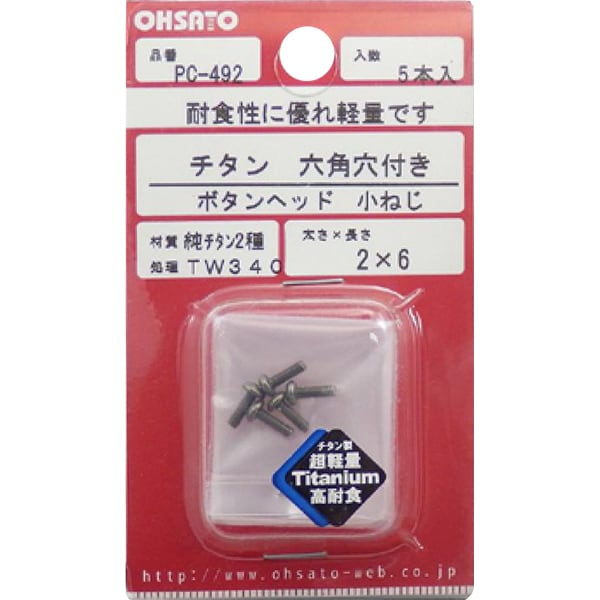 OHSATO
品番
PC-492
入数
5本入
耐食性に優れ軽量です
チタン 六角穴付き
ボタンヘッド 小ねじ
材質 純チタン2種
処理 TW340
太さ×長さ
2×6
チタン製
超軽量
Titanium
高耐食
http://www.ohsato-web.co.jp